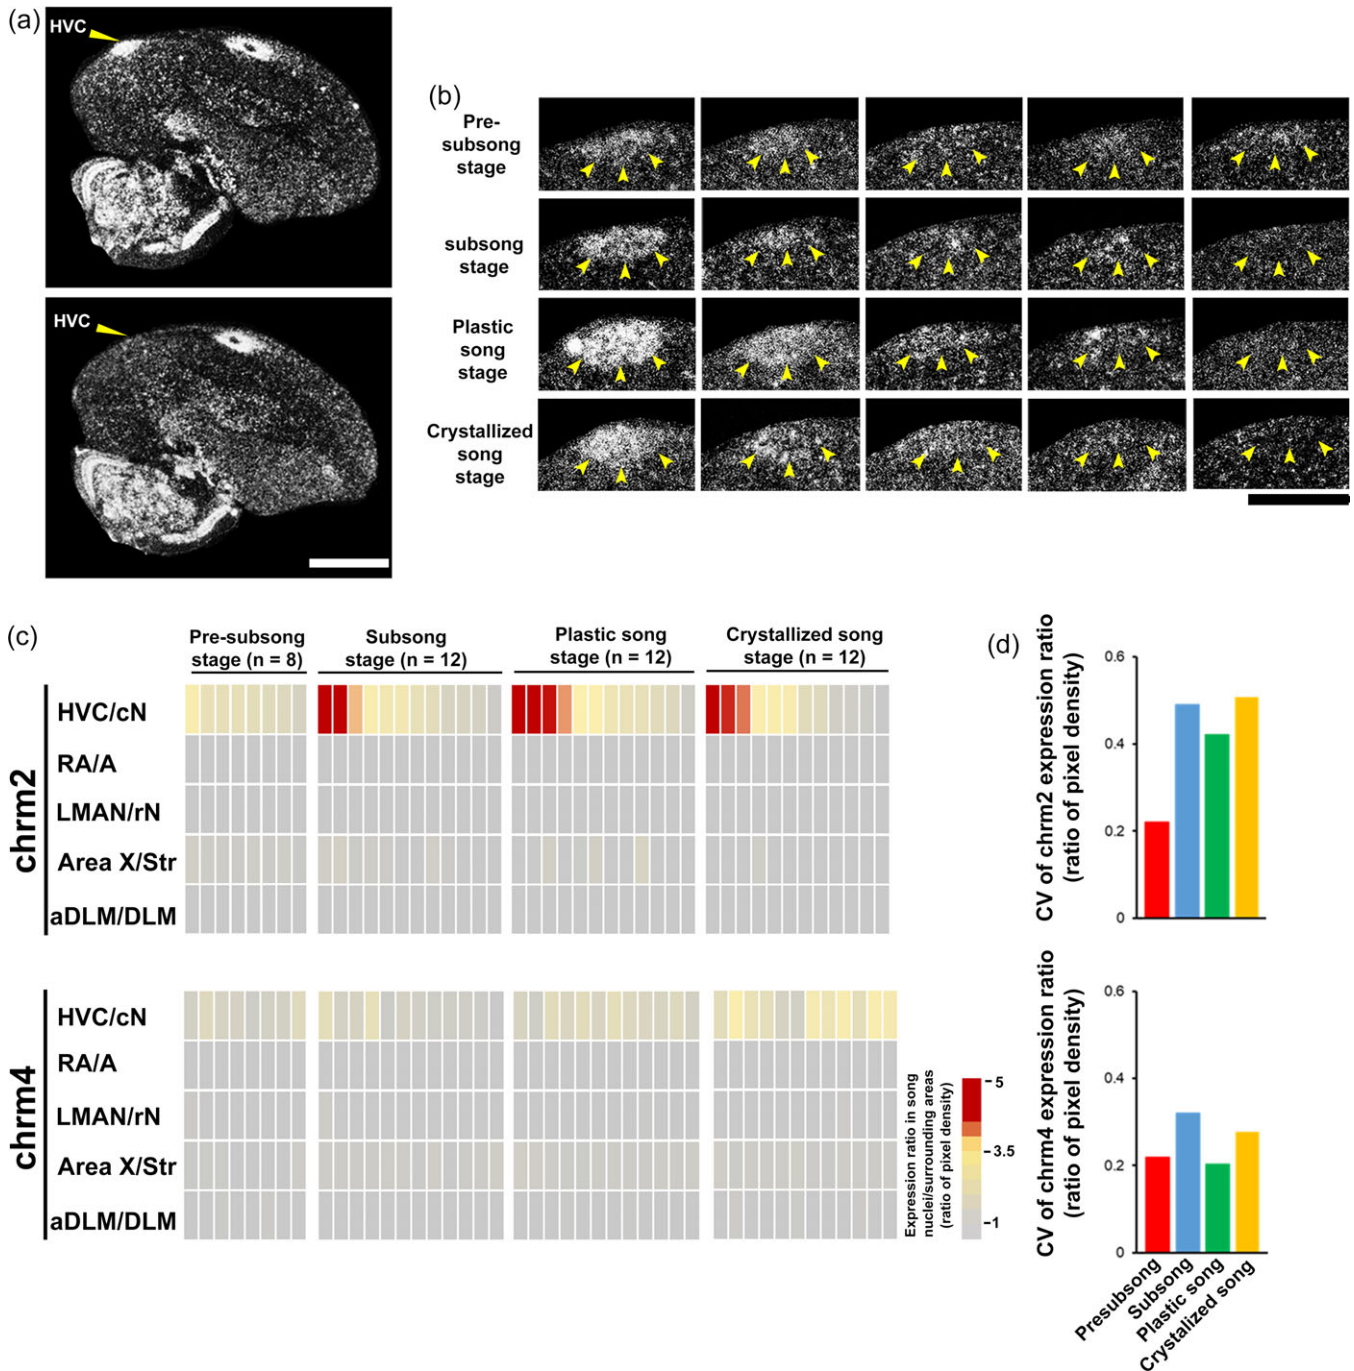 (a)
HVC
HVC
(b)
Pre-
subsong
stage
subsong
stage
Plastic
song
stage
Crystallized
song
stage
(c)
Pre-subsong
stage (n = 8)
Subsong
stage (n = 12)
Plastic song
stage (n = 12)
Crystallized song
stage (n = 12)
chrm2
HVC/cN
RA/A
LMAN/rN
Area X/Str
aDLM/DLM
chrm4
HVC/cN
RA/A
LMAN/rN
Area X/Str
aDLM/DLM
Expression ratio in song
nuclei/surrounding areas
(ratio of pixel density)
5
3.5
1
(d)
CV of chrm2 expression ratio
(ratio of pixel density)
0.6
0.4
0.2
0
CV of chrm4 expression ratio
(ratio of pixel density)
0.6
0.4
0.2
0
Presubsong
Subsong
Plastic song
Crystalized song